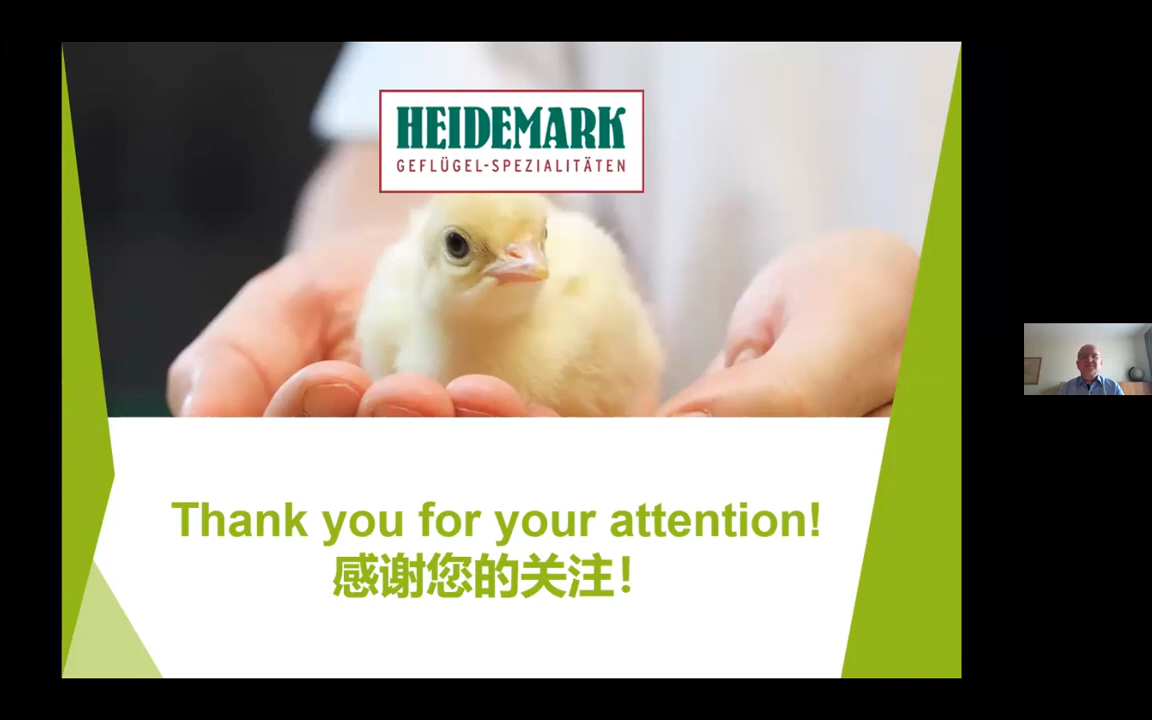 HEIDEMARK
GEFLÜGEL-SPEZIALITÄTEN
Thank you for your attention!
感谢您的关注！